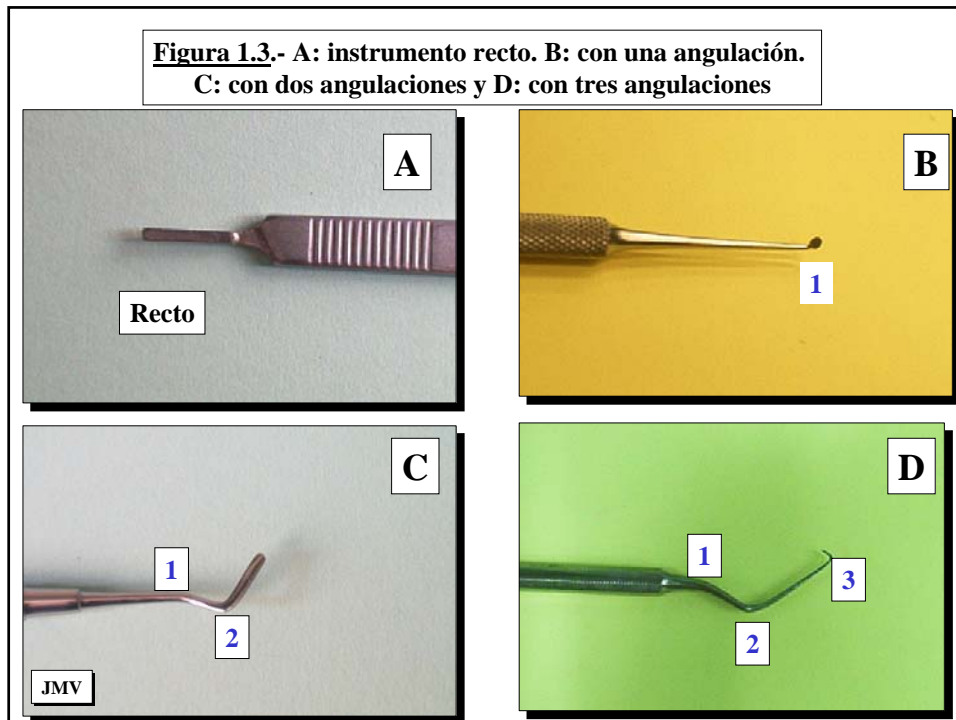 Figura 1.3.- A: instrumento recto. B: con una angulación.
C: con dos angulaciones y D: con tres angulaciones
A
Recto
B
1
C
1
2
JMV
D
1
2
3